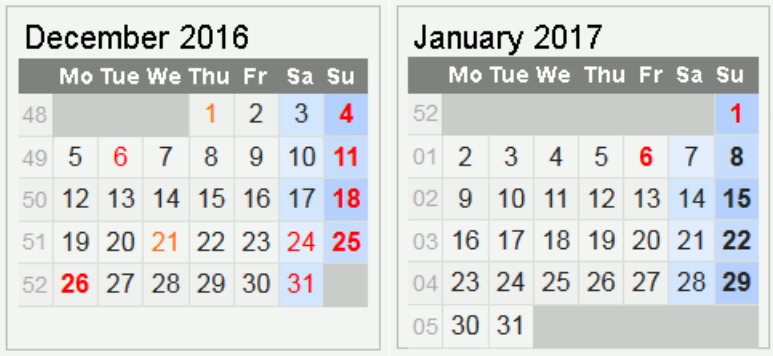 December 2016
Mo Tue We Thu Fr Sa Su
48 1 2 3 4
49 5 6 7 8 9 10 11
50 12 13 14 15 16 17 18
51 19 20 21 22 23 24 25
52 26 27 28 29 30 31
January 2017
Mo Tue We Thu Fr Sa Su
52 1
01 2 3 4 5 6 7 8
02 9 10 11 12 13 14 15
03 16 17 18 19 20 21 22
04 23 24 25 26 27 28 29
05 30 31